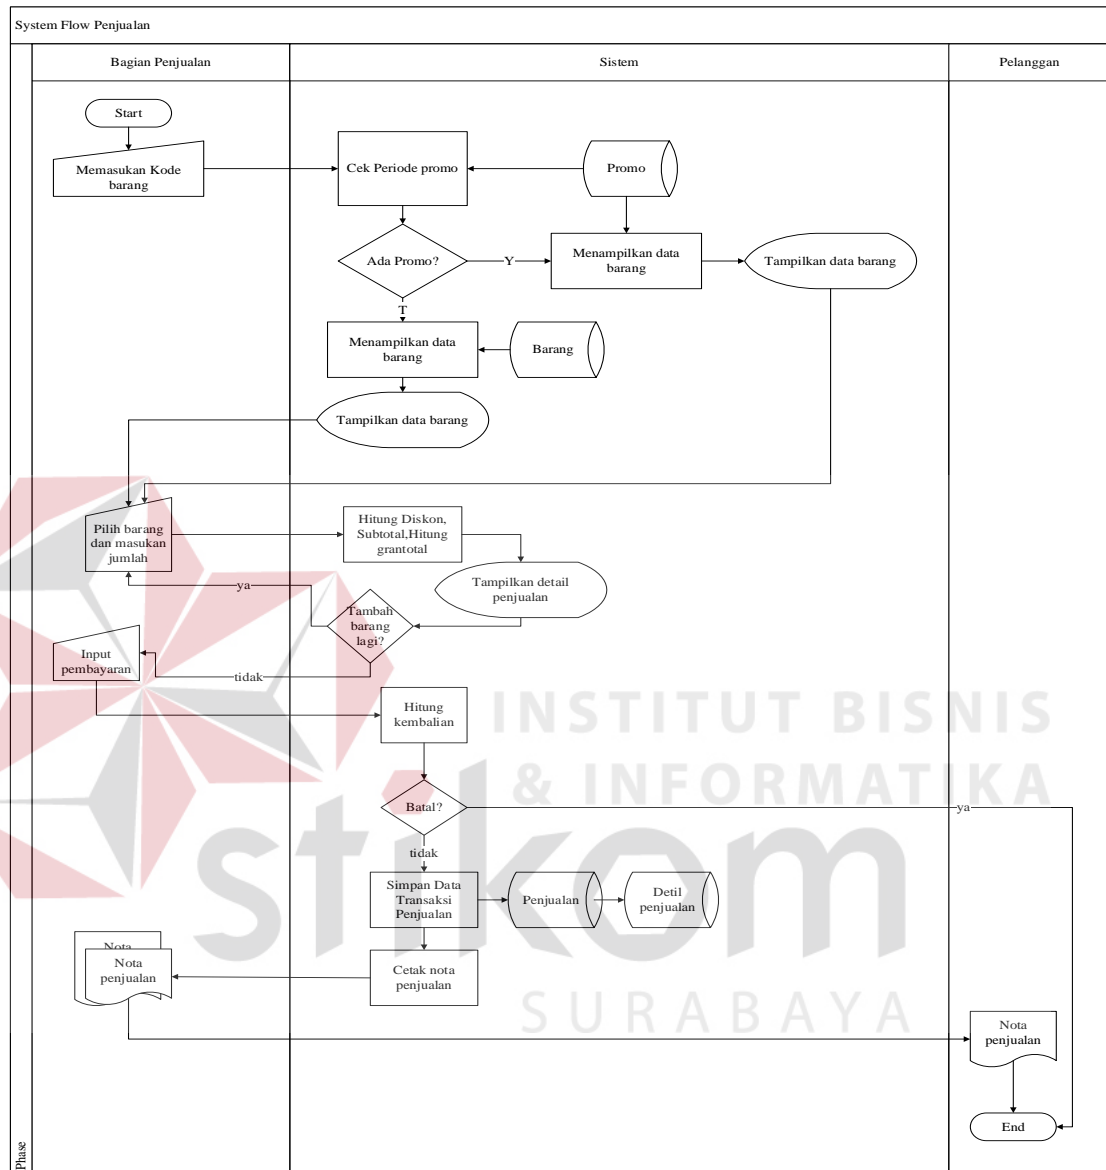 System Flow Penjualan
Bagian Penjualan
Sistem
Pelanggan
Start
Memasukan Kode
barang
Cek Periode promo
Promo
Ada Promo?
Y
Menampilkan data
barang
Tampilkan data barang
T
Menampilkan data
barang
Barang
Tampilkan data barang
Pilih barang
dan masukan
jumlah
Hitung Diskon,
Subtotal,Hitung
grantotal
Tampilkan detail
penjualan
ya
Tambah
barang
lagi?
Input
pembayaran
tidak
Hitung
kembalian
Batal?
ya
tidak
Simpan Data
Transaksi
Penjualan
Penjualan
Detil
penjualan
Nota
Nota
penjualan
Cetak nota
penjualan
Nota
penjualan
End
Phase
INSTITUT BISNIS
& INFORMATIKA
stikom
SURABAYA